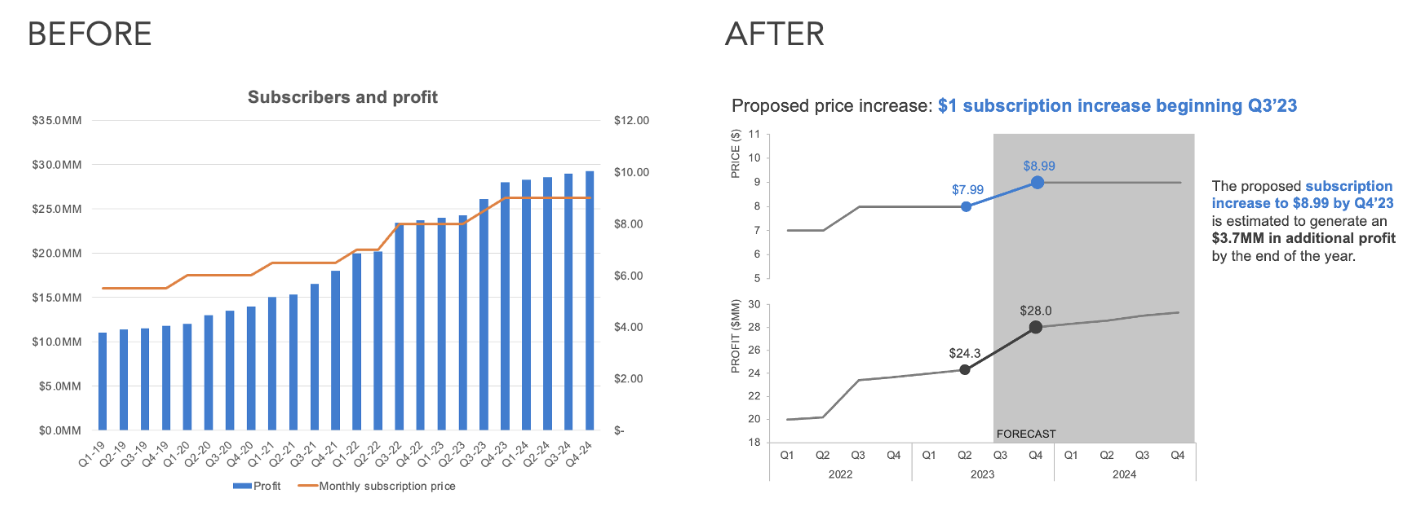 BEFORE
Subscribers and profit
$35.0MM
$30.0MM
$25.0MM
$20.0MM
$15.0MM
$10.0MM
$5.0MM
$0.0MM
$12.00
$10.00
$8.00
$6.00
$4.00
$2.00
$-
Q1-19 Q2-19 Q3-19 Q4-19 Q1-20 Q2-20 Q3-20 Q4-20 Q1-21 Q2-21 Q3-21 Q4-21 Q1-22 Q2-22 Q3-22 Q4-22 Q1-23 Q2-23 Q3-23 Q4-23 Q1-24 Q2-24 Q3-24 Q4-24
Profit Monthly subscription price
AFTER
Proposed price increase: $1 subscription increase beginning Q3'23
PRICE ($)
11
10
9
8
7
6
5
$7.99
$8.99
PROFIT ($MM)
30
28
26
24
22
20
18
$24.3
$28.0
FORECAST
Q1 Q2 Q3 Q4 Q1 Q2 Q3 Q4 Q1 Q2 Q3 Q4
2022 2023 2024
The proposed subscription
increase to $8.99 by Q4'23
is estimated to generate an
$3.7MM in additional profit
by the end of the year.